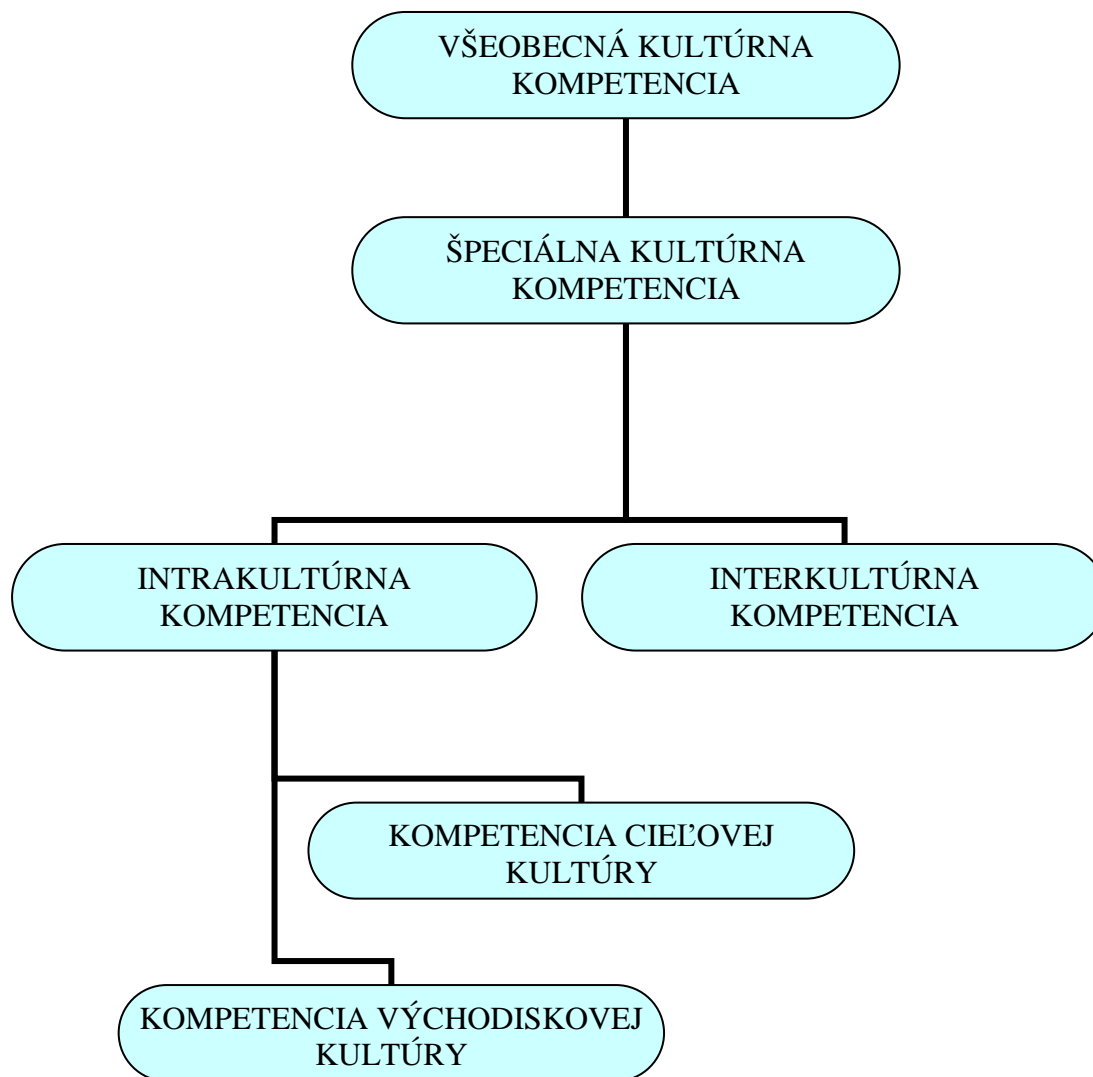 VŠEOBECNÁ KULTÚRNA
KOMPETENCIA
ŠPECIÁLNA KULTÚRNA
KOMPETENCIA
INTRAKULTÚRNA
KOMPETENCIA
INTERKULTÚRNA
KOMPETENCIA
KOMPETENCIA CIEĽOVEJ
KULTÚRY
KOMPETENCIA VÝCHODISKOVEJ
KULTÚRY